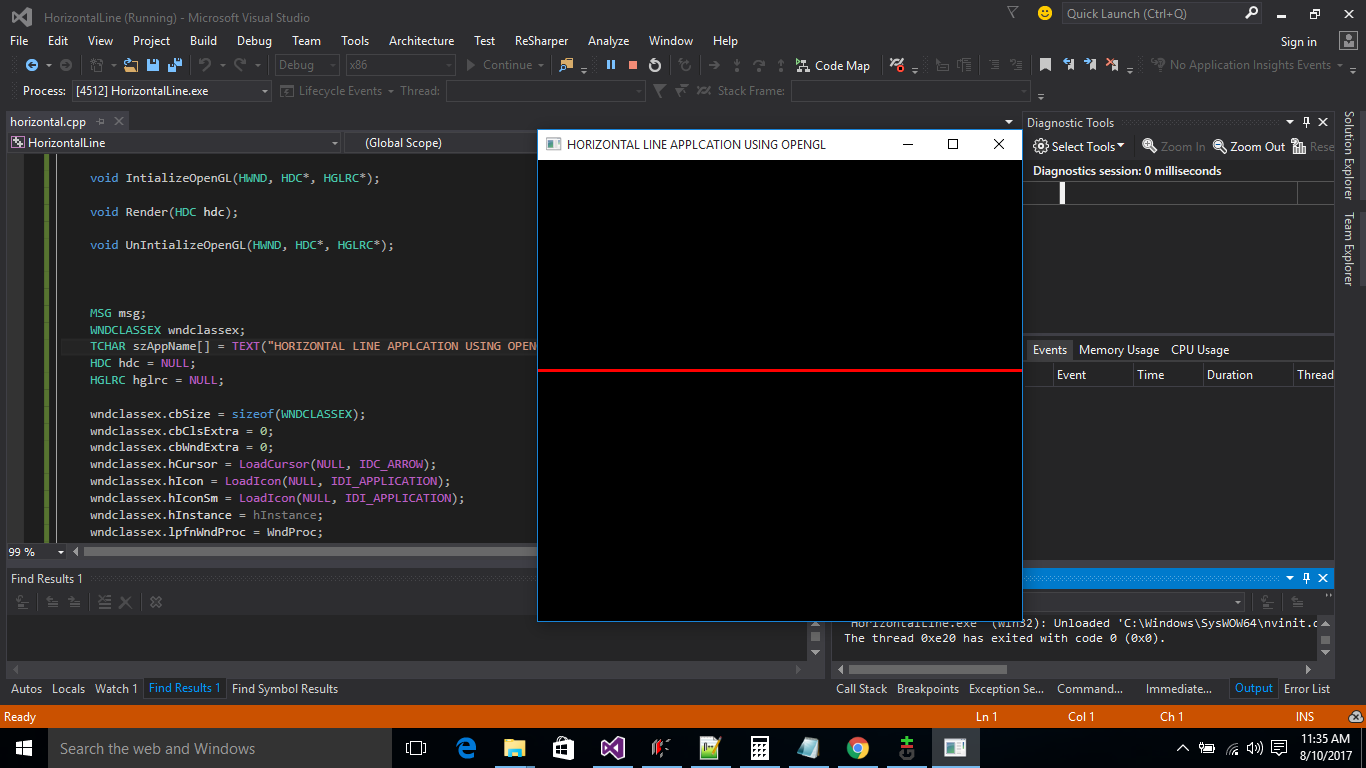 HorizontalLine (Running) - Microsoft Visual Studio
Quick Launch (Ctrl+Q)
File Edit View Project Build Debug Team Tools Architecture Test ReSharper Analyze Window Help
Sign in
Debug x86 Continue Code Map No Application Insights Events
Process: [4512] HorizontalLine.exe Lifecycle Events Thread: Stack Frame:
horizontal.cpp
HorizontalLine (Global Scope)
void IntializeOpenGL(HWND, HDC*, HGLRC*);
void Render(HDC hdc);
void UnIntializeOpenGL(HWND, HDC*, HGLRC*);
MSG msg;
WNDCLASSEX wndclassex;
TCHAR szAppName[] = TEXT("HORIZONTAL LINE APPLCATION USING OPENG
HDC hdc = NULL;
HGLRC hglrc = NULL;
wndclassex.cbSize = sizeof(WNDCLASSEX);
wndclassex.cbClsExtra = 0;
wndclassex.cbWndExtra = 0;
wndclassex.hCursor = LoadCursor(NULL, IDC_ARROW);
wndclassex.hIcon = LoadIcon(NULL, IDI_APPLICATION);
wndclassex.hIconSm = LoadIcon(NULL, IDI_APPLICATION);
wndclassex.hInstance = hInstance;
wndclassex.lpfnWndProc = WndProc;
99 %
HORIZONTAL LINE APPLCATION USING OPENGL
Diagnostic Tools
Select Tools Zoom In Zoom Out Rese
Diagnostics session: 0 milliseconds
Events Memory Usage CPU Usage
Event Time Duration Thread
Solution Explorer
Team Explorer
Find Results 1
'HorizontalLine.exe' (Win32): Unloaded 'C:\Windows\SysWOW64\nvinit.d
The thread 0xe20 has exited with code 0 (0x0).
Autos Locals Watch 1 Find Results 1 Find Symbol Results
Call Stack Breakpoints Exception Se... Command... Immediate... Output Error List
Ready Ln 1 Col 1 Ch 1 INS
Search the web and Windows
11:35 AM
8/10/2017